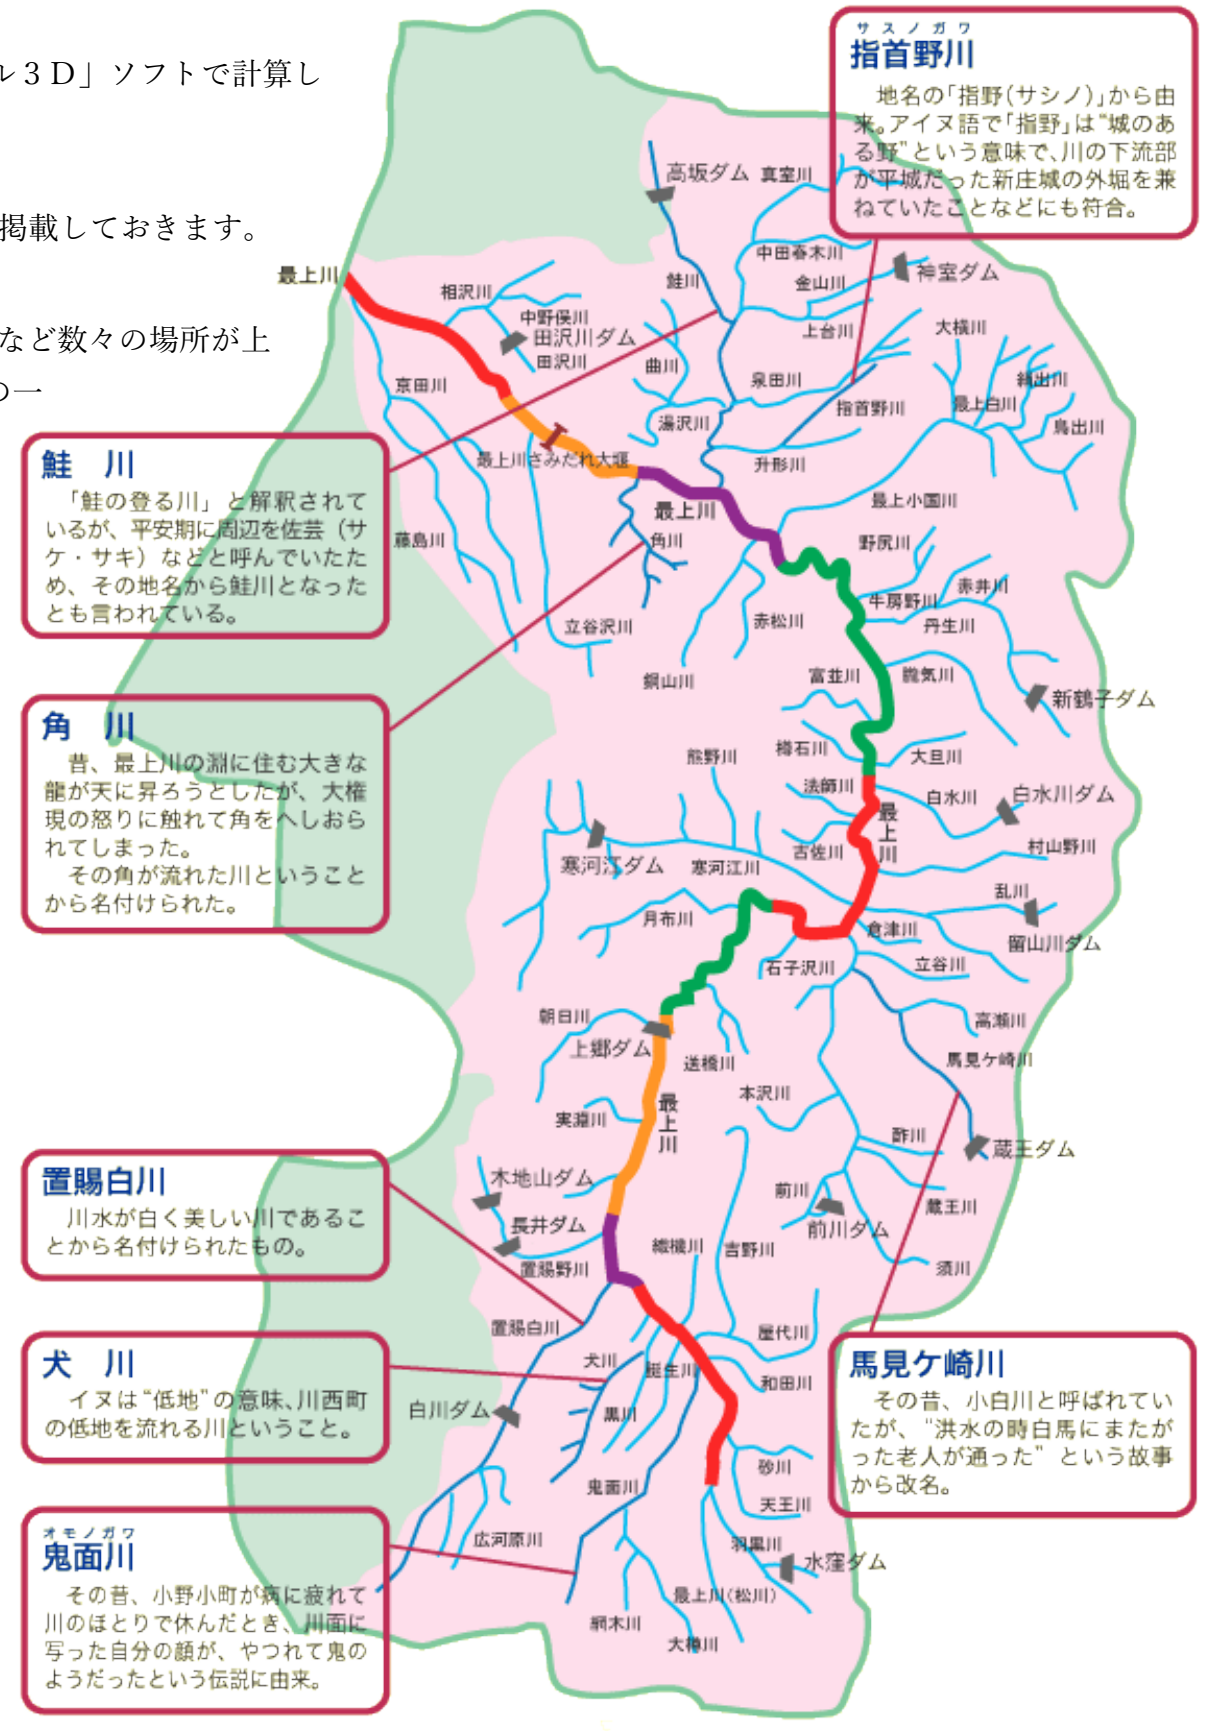 ル３Ｄ」ソフトで計算し
掲載しておきます。
など数々の場所が上
の一
サスノガワ
指首野川
地名の「指野(サシノ)」から由
来。アイヌ語で「指野」は“城のあ
る野”という意味で、川の下流部
が平城だった新庄城の外堀を兼
ねていたことなどにも符合。
高坂ダム
真室川
中田春木川
鮭川
金山川
神室ダム
最上川
相沢川
中野俣川
田沢川ダム
田沢川
上台川
大横川
曲川
泉田川
絹出川
京田川
指首野川
最上白川
湯沢川
鳥出川
最上川さみだれ大堰
升形川
最上川
最上小国川
鮭　川
「鮭の登る川」と解釈されて
いるが、平安期に周辺を佐芸（サ
ケ・サキ）などと呼んでいたた
め、その地名から鮭川となった
とも言われている。
藤島川
角川
野尻川
赤井川
牛房野川
丹生川
立谷沢川
赤松川
銅山川
富並川
朧気川
新鶴子ダム
角　川
昔、最上川の淵に住む大きな
龍が天に昇ろうとしたが、大権
現の怒りに触れて角をへしおら
れてしまった。
その角が流れた川ということ
から名付けられた。
熊野川
樽石川
大旦川
法師川
白水川
白水川ダム
最上川
古佐川
村山野川
寒河江ダム
寒河江川
乱川
月布川
倉津川
留山川ダム
石子沢川
立谷川
朝日川
高瀬川
上郷ダム
送橋川
馬見ケ崎川
本沢川
最上川
実淵川
酢川
蔵王ダム
置賜白川
川水が白く美しい川であるこ
とから名付けられたもの。
木地山ダム
前川
蔵王川
長井ダム
前川ダム
織機川
吉野川
置賜野川
須川
置賜白川
屋代川
犬　川
イヌは“低地”の意味、川西町
の低地を流れる川ということ。
犬川
誕生川
和田川
白川ダム
黒川
馬見ケ崎川
その昔、小白川と呼ばれてい
たが、“洪水の時白馬にまたが
った老人が通った”という故事
から改名。
砂川
鬼面川
天王川
オモノガワ
鬼面川
その昔、小野小町が病に疲れて
川のほとりで休んだとき、川面に
写った自分の顔が、やつれて鬼の
ようだったという伝説に由来。
広河原川
羽黒川
水窪ダム
最上川(松川)
綱木川
大樽川